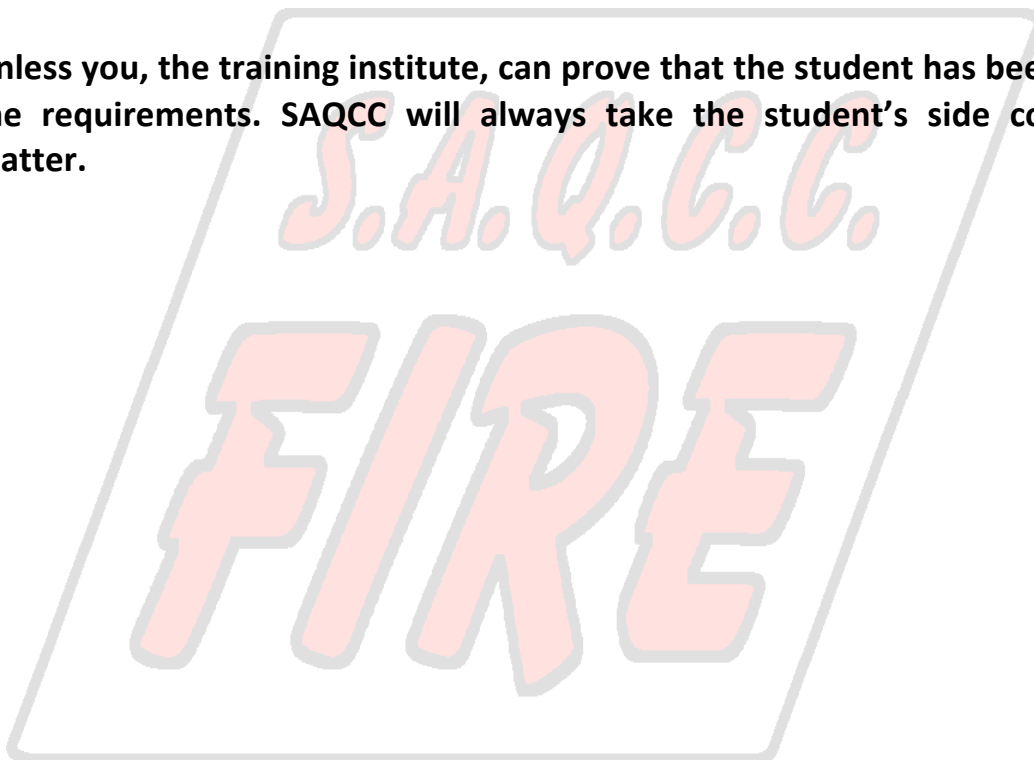 nless you, the training institute, can prove that the student has bee
he requirements. SAQCC will always take the student's side co
atter.
S.A.Q.C.C.
FIRE